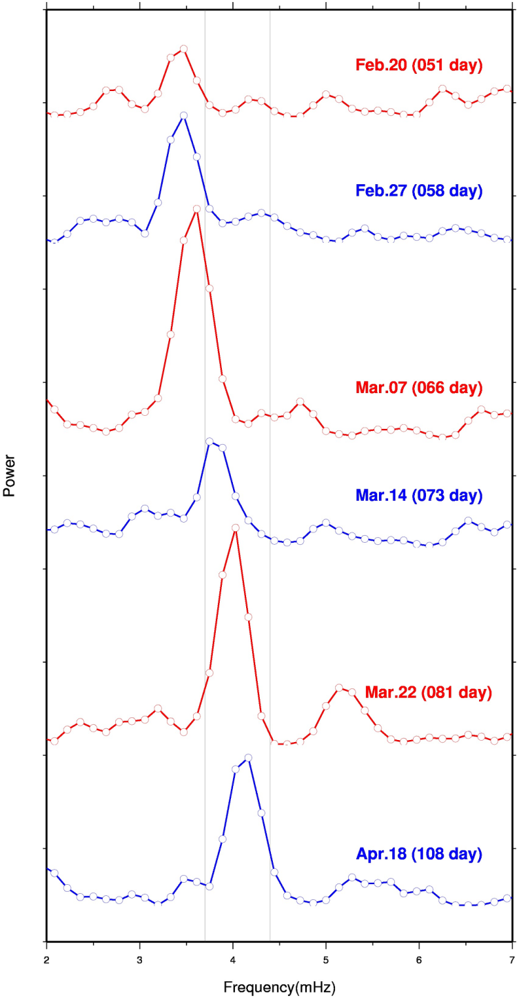 Feb.20 (051 day)
Feb.27 (058 day)
Mar.07 (066 day)
Power
Mar.14 (073 day)
Mar.22 (081 day)
Apr.18 (108 day)
2 3 4 5 6 7
Frequency(mHz)